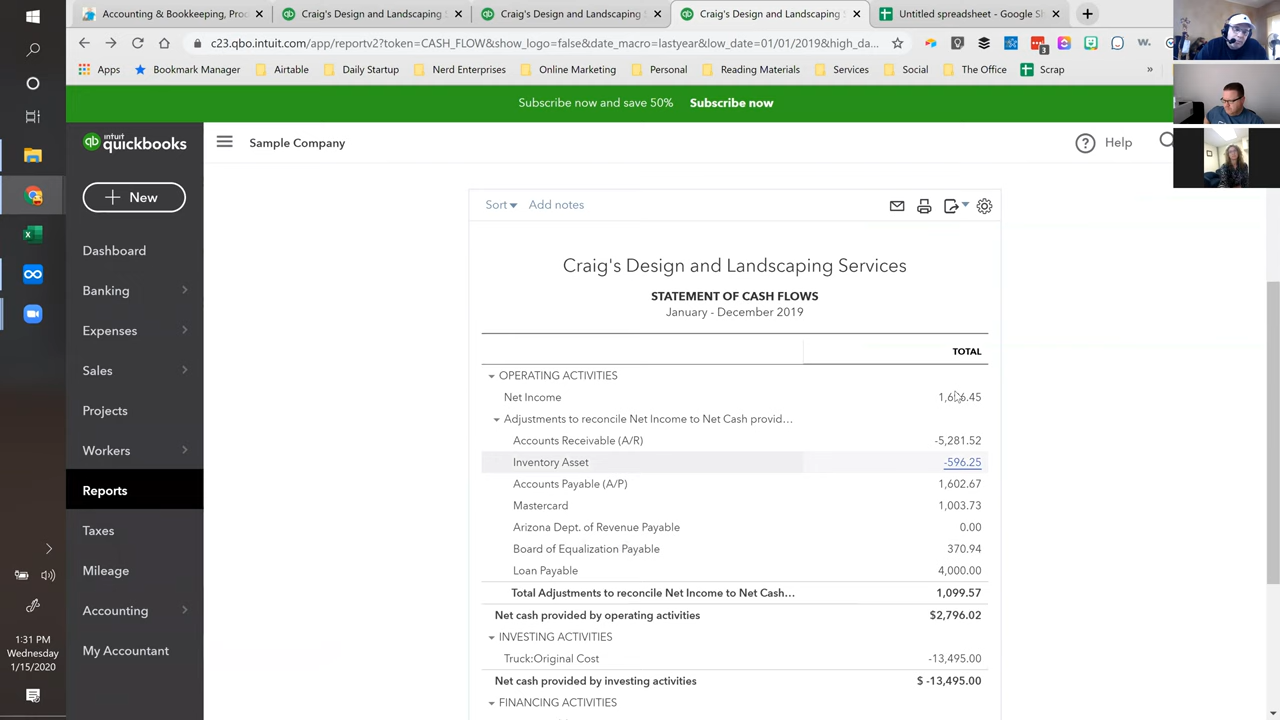 Accounting & Bookkeeping, Pro
Craig's Design and Landscaping
Craig's Design and Landscaping
Craig's Design and Landscaping
Untitled spreadsheet - Google Sh
c23.qbo.intuit.com/app/reportv2?token=CASH_FLOW&show_logo=false&date_macro=lastyear&low_date=01/01/2019&high_da...
Apps
Bookmark Manager
Airtable
Daily Startup
Nerd Enterprises
Online Marketing
Personal
Reading Materials
Services
Social
The Office
Scrap
»
Subscribe now and save 50% Subscribe now
intuit
quickbooks
Sample Company
Help
+ New
Dashboard
Banking
Expenses
Sales
Projects
Workers
Reports
Taxes
Mileage
Accounting
My Accountant
Sort Add notes
Craig's Design and Landscaping Services
STATEMENT OF CASH FLOWS
January - December 2019
TOTAL
OPERATING ACTIVITIES
Net Income
Adjustments to reconcile Net Income to Net Cash provid...
Accounts Receivable (A/R) -5,281.52
Inventory Asset -596.25
Accounts Payable (A/P) 1,602.67
Mastercard 1,003.73
Arizona Dept. of Revenue Payable 0.00
Board of Equalization Payable 370.94
Loan Payable 4,000.00
Total Adjustments to reconcile Net Income to Net Cash... 1,099.57
Net cash provided by operating activities $2,796.02
INVESTING ACTIVITIES
Truck:Original Cost -13,495.00
Net cash provided by investing activities $ -13,495.00
FINANCING ACTIVITIES
1:31 PM
Wednesday
1/15/2020